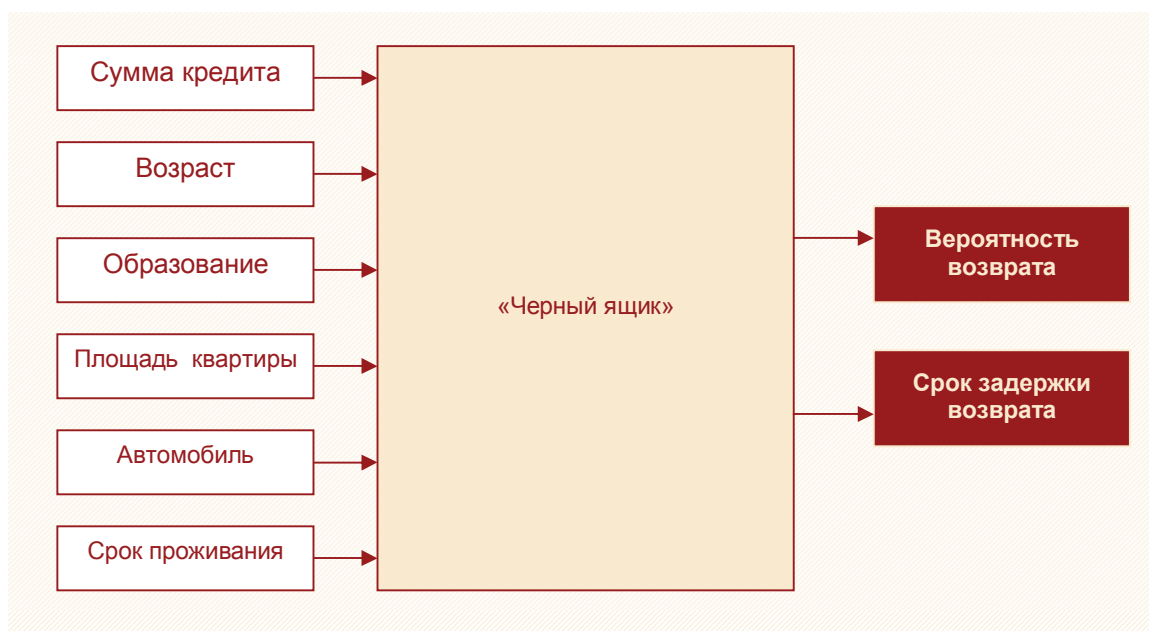 Сумма кредита
Возраст
Образование
Площадь квартиры
Автомобиль
Срок проживания
«Черный ящик»
Вероятность
возврата
Срок задержки
возврата